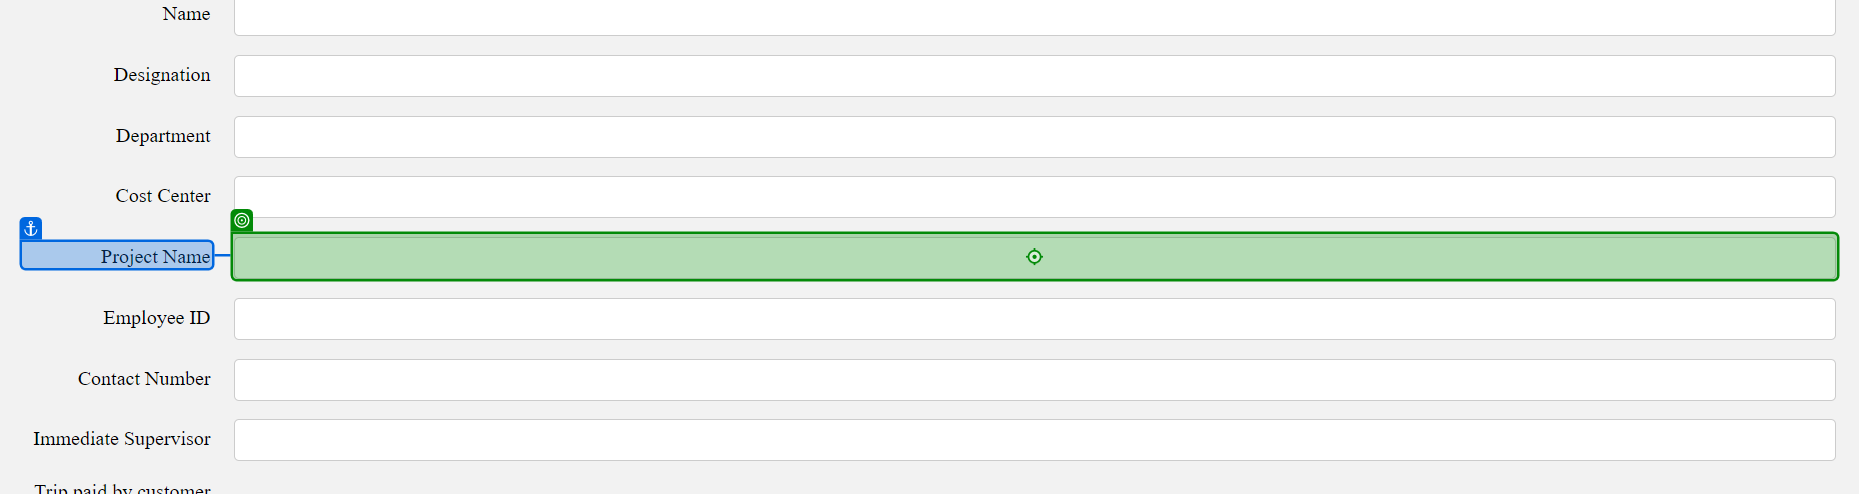 Name
Designation
Department
Cost Center
Project Name
Employee ID
Contact Number
Immediate Supervisor
Trip paid by customer